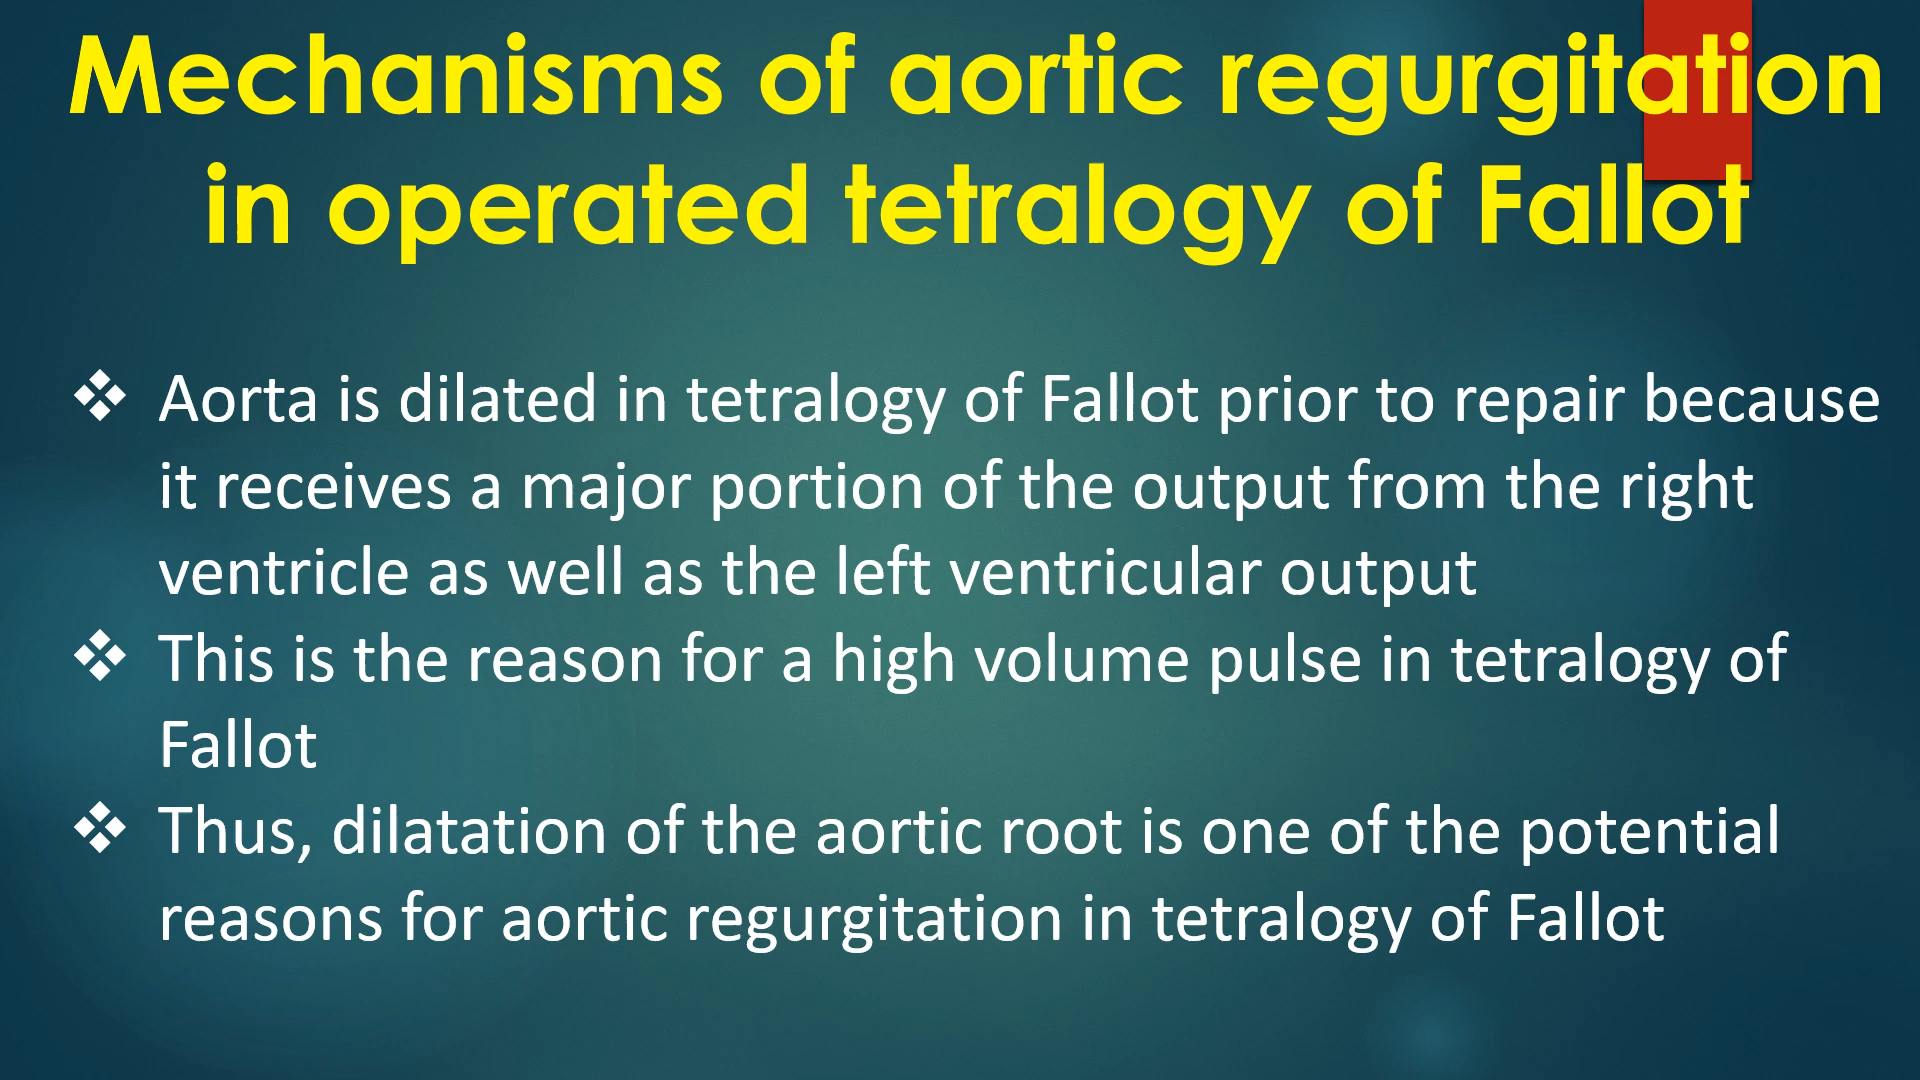 Mechanisms of aortic regurgitation
in operated tetralogy of Fallot
❖ Aorta is dilated in tetralogy of Fallot prior to repair because
it receives a major portion of the output from the right
ventricle as well as the left ventricular output
❖ This is the reason for a high volume pulse in tetralogy of
Fallot
❖ Thus, dilatation of the aortic root is one of the potential
reasons for aortic regurgitation in tetralogy of Fallot